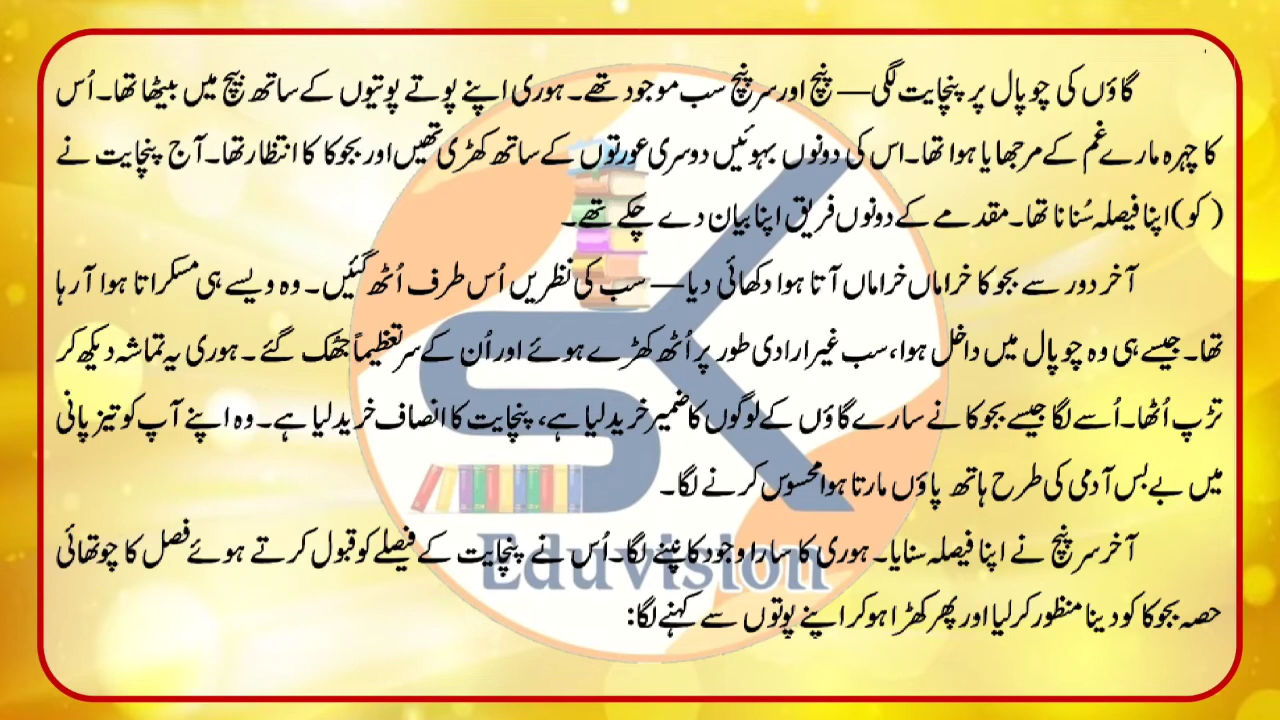 گاؤں کی چوپال پر پنچایت لگی— پنچ اور سرپنچ سب موجود تھے۔ ہوری اپنے پوتے پوتیوں کے ساتھ بیچ میں بیٹھا تھا۔ اُس
کا چہرہ مارے غم کے مرجھایا ہوا تھا۔ اس کی دونوں بہوئیں دوسری عورتوں کے ساتھ کھڑی تھیں اور بجوکا کا انتظار تھا۔ آج پنچایت نے
(کو) اپنا فیصلہ سُنانا تھا۔ مقدمے کے دونوں فریق اپنا بیان دے چکے تھے۔
آخر دور سے بجوکا خراماں خراماں آتا ہوا دکھائی دیا— سب کی نظریں اُس طرف اُٹھ گئیں۔ وہ ویسے ہی مسکراتا ہوا آ رہا
تھا۔ جیسے ہی وہ چوپال میں داخل ہوا، سب غیر ارادی طور پر اُٹھ کھڑے ہوئے اور اُن کے سر تعظیماً جھک گئے۔ ہوری یہ تماشہ دیکھ کر
تڑپ اُٹھا۔ اُسے لگا جیسے بجوکا نے سارے گاؤں کے لوگوں کا ضمیر خرید لیا ہے، پنچایت کا انصاف خرید لیا ہے۔ وہ اپنے آپ کو تیز پانی
میں بے بس آدمی کی طرح ہاتھ پاؤں مارتا ہوا محسوس کرنے لگا۔
آخر سرپنچ نے اپنا فیصلہ سنایا۔ ہوری کا سارا وجود کانپنے لگا۔ اُس نے پنچایت کے فیصلے کو قبول کرتے ہوئے فصل کا چوتھائی
حصہ بجوکا کو دینا منظور کر لیا اور پھر کھڑا ہو کر اپنے پوتوں سے کہنے لگا:
SK
Eduvision